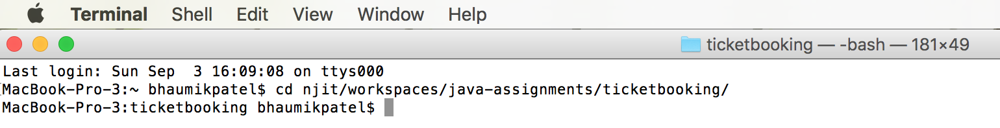 Terminal Shell Edit View Window Help
ticketbooking — -bash — 181×49
Last login: Sun Sep  3 16:09:08 on ttys000
MacBook-Pro-3:~ bhaumikpatel$ cd njit/workspaces/java-assignments/ticketbooking/
MacBook-Pro-3:ticketbooking bhaumikpatel$